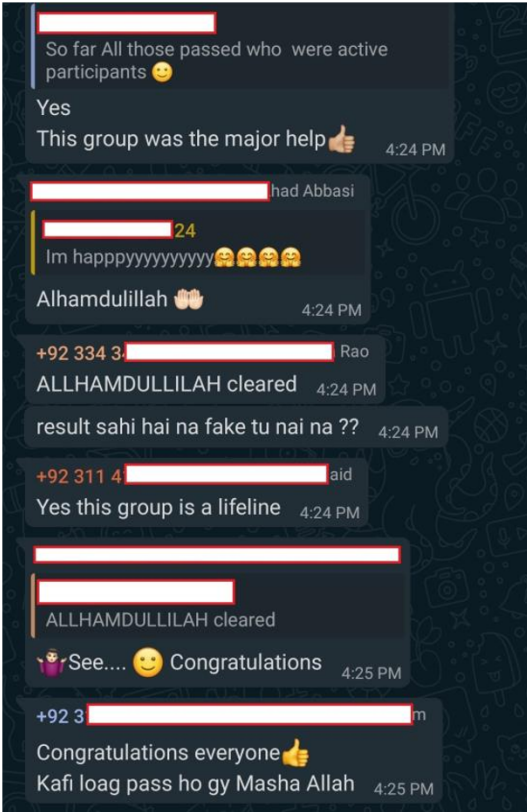 So far All those passed who were active
participants 🙂
Yes
This group was the major help👍🏼
4:24 PM
had Abbasi
24
Im happpyyyyyyyyyy🤗🤗🤗🤗
Alhamdulillah 🤲🏻
4:24 PM
+92 334 3
Rao
ALLHAMDULLILAH cleared 4:24 PM
result sahi hai na fake tu nai na ?? 4:24 PM
+92 311 4
aid
Yes this group is a lifeline 4:24 PM
ALLHAMDULLILAH cleared
🤷🏻‍♀️See.... 🙂 Congratulations
4:25 PM
+92 3
m
Congratulations everyone👍
Kafi loag pass ho gy Masha Allah 4:25 PM